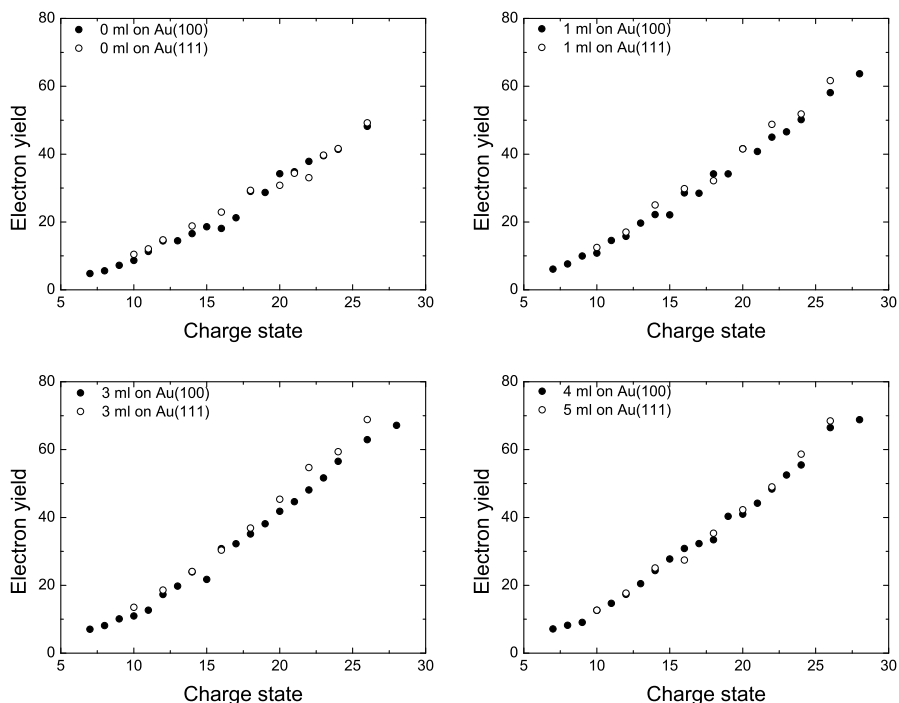 80
60
40
20
0
Electron yield
0 ml on Au(100)
0 ml on Au(111)
5 10 15 20 25 30
Charge state
80
60
40
20
0
Electron yield
1 ml on Au(100)
1 ml on Au(111)
5 10 15 20 25 30
Charge state
80
60
40
20
0
Electron yield
3 ml on Au(100)
3 ml on Au(111)
5 10 15 20 25 30
Charge state
80
60
40
20
0
Electron yield
4 ml on Au(100)
5 ml on Au(111)
5 10 15 20 25 30
Charge state